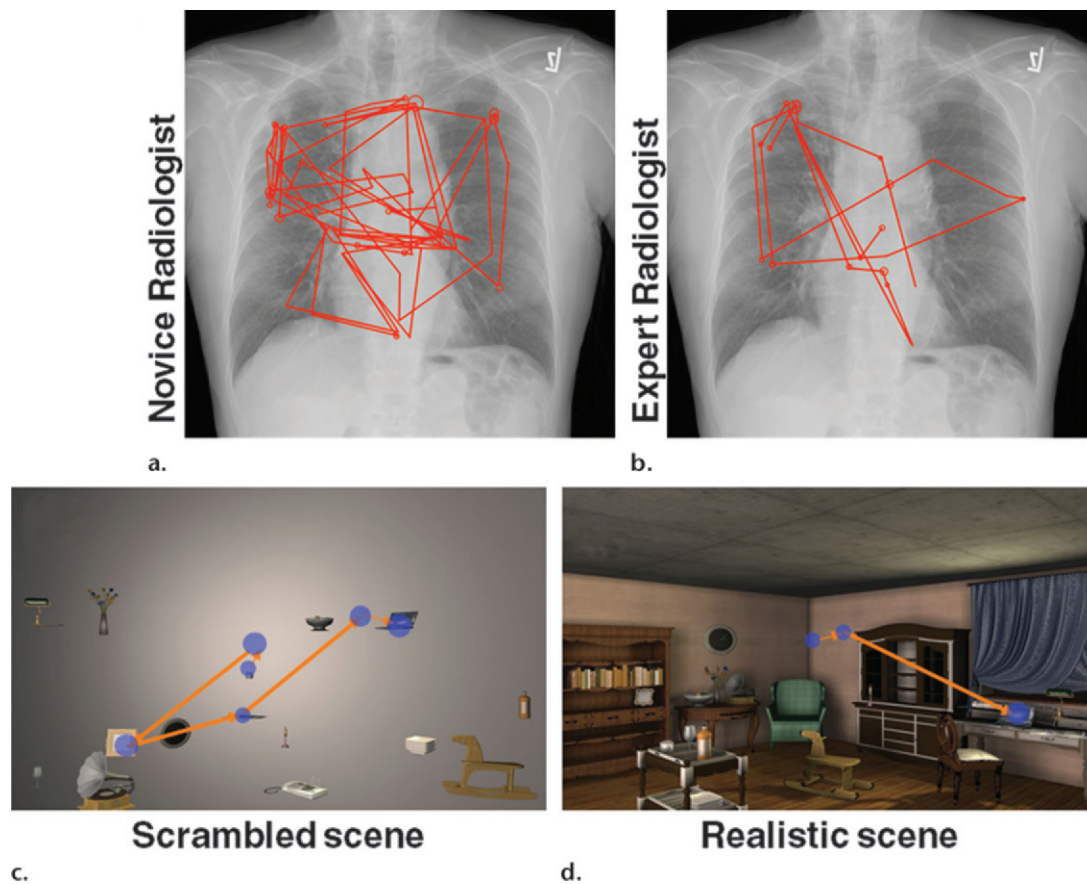 Novice Radiologist
Expert Radiologist
a.
b.
Scrambled scene
Realistic scene
c.
d.